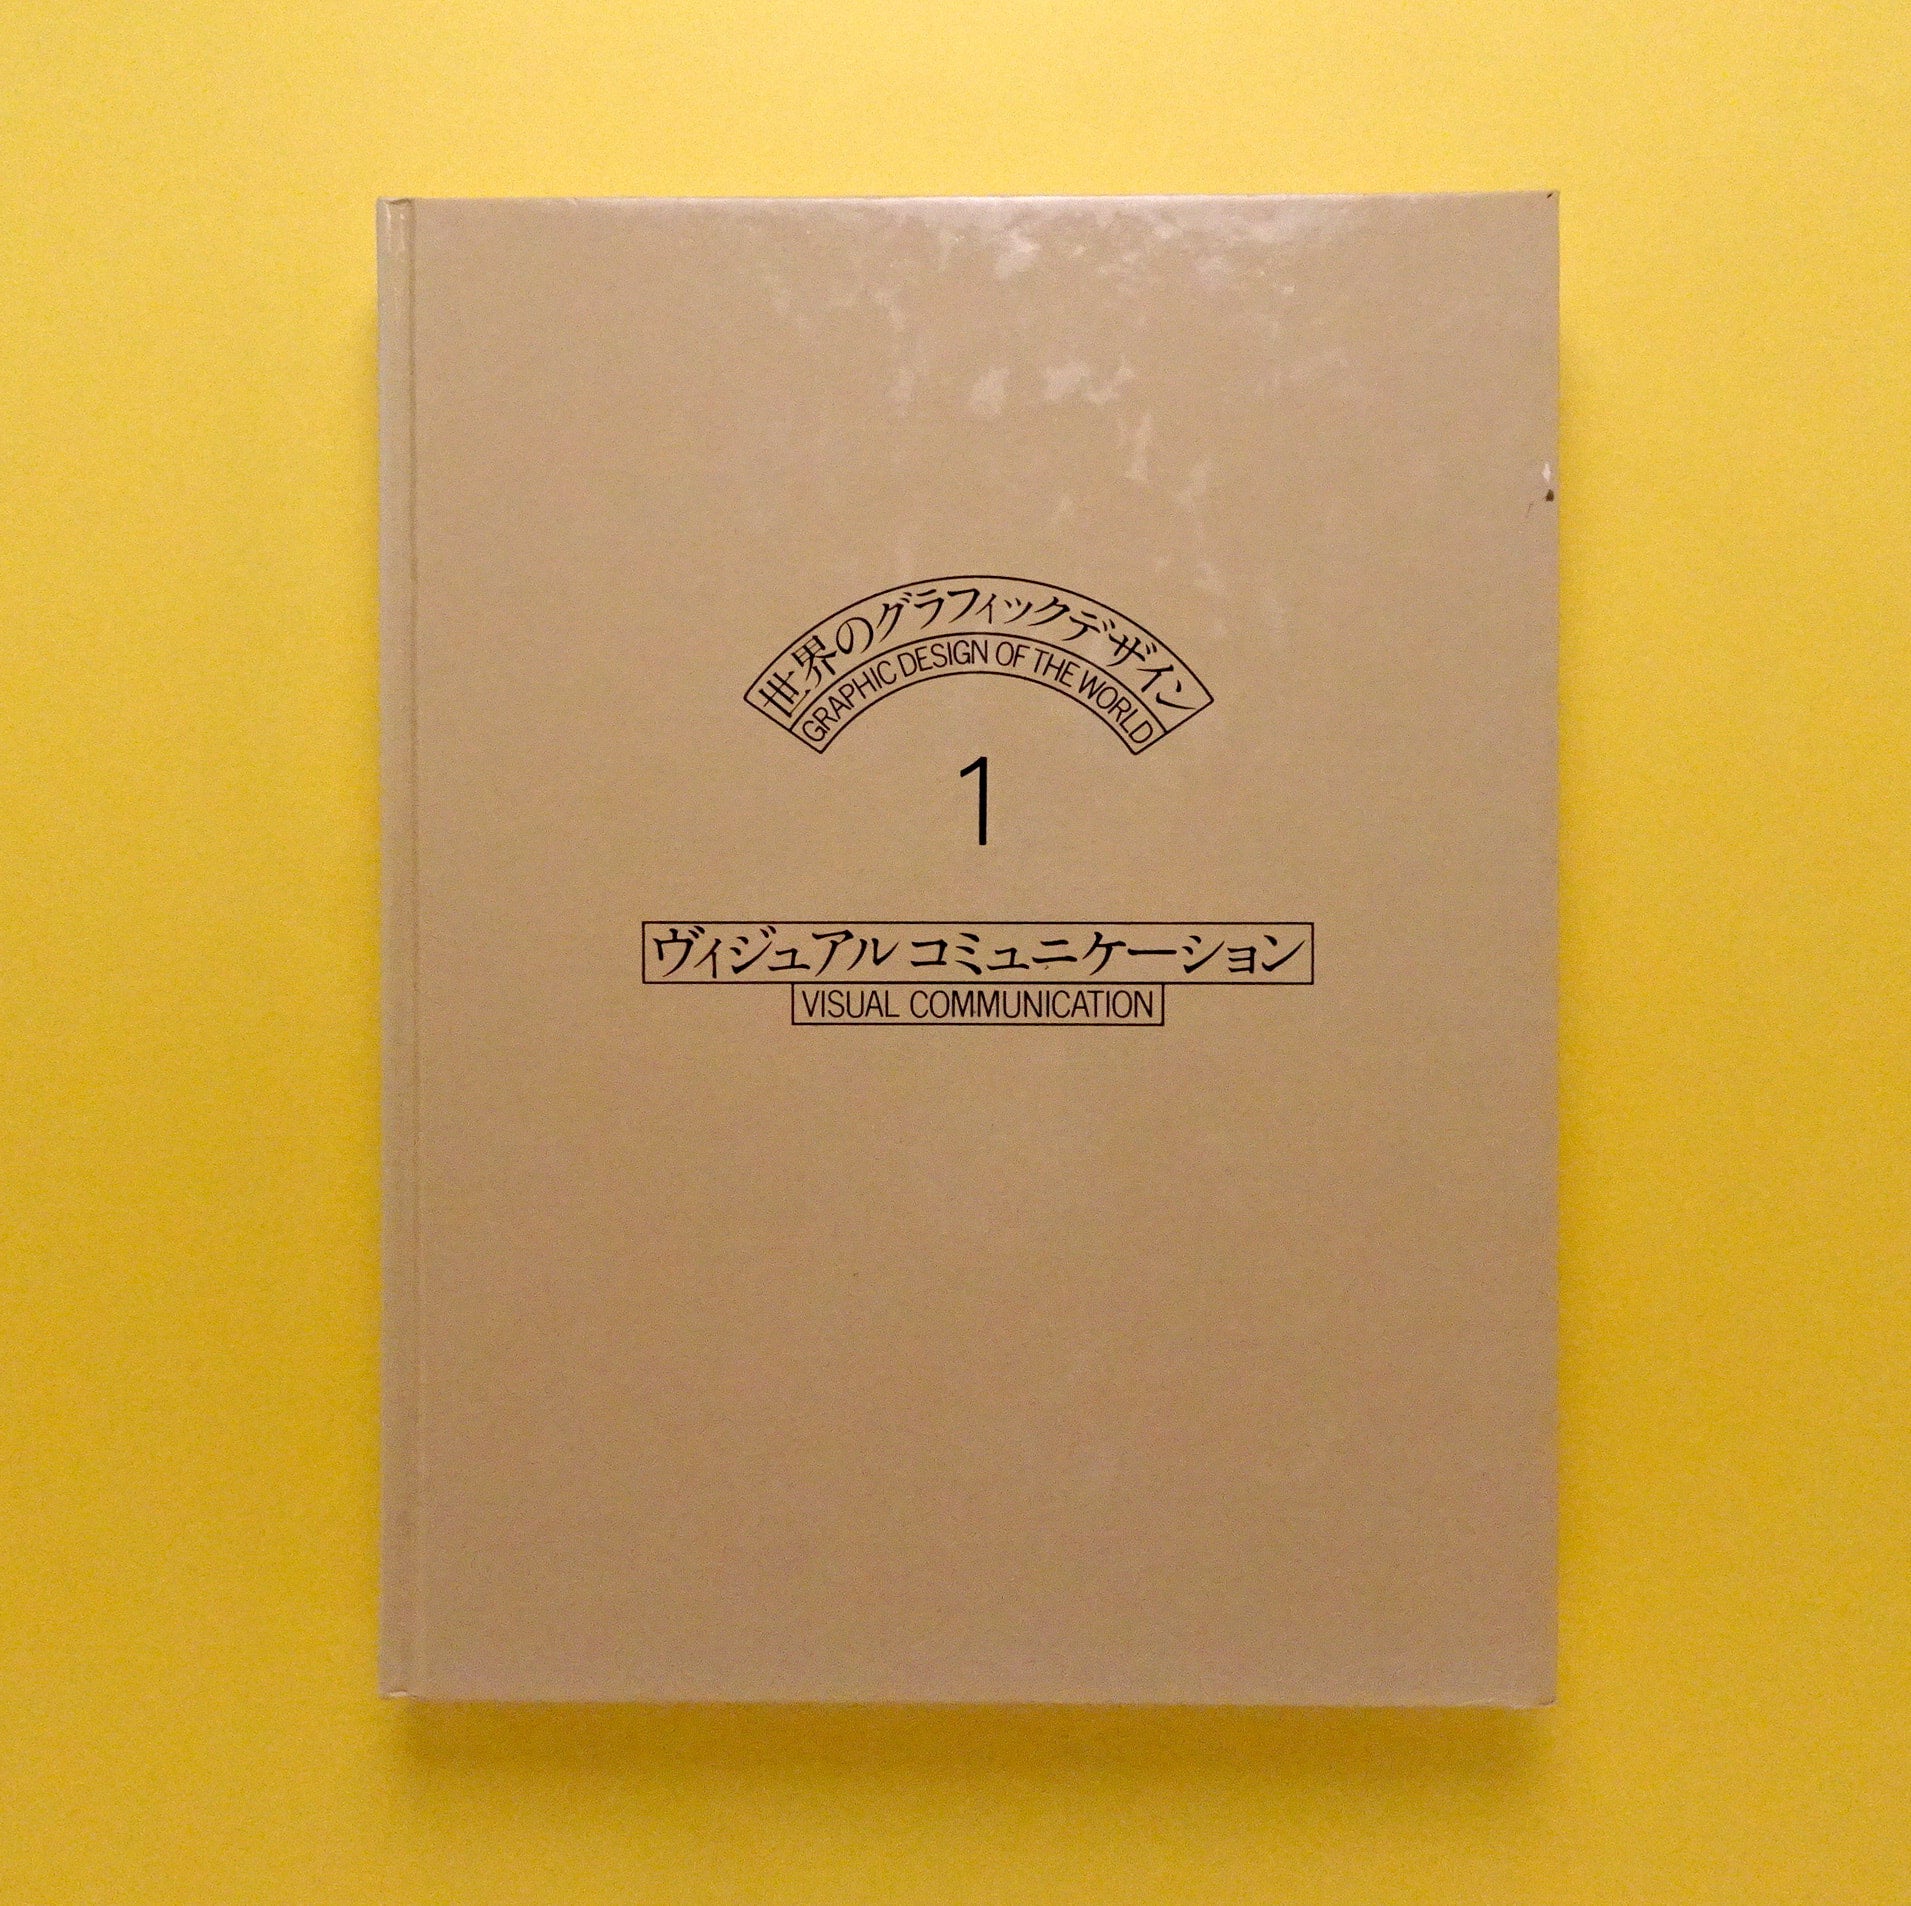 世界のグラフィックデザイン
GRAPHIC DESIGN OF THE WORLD
1
ヴィジュアル コミュニケーション
VISUAL COMMUNICATION